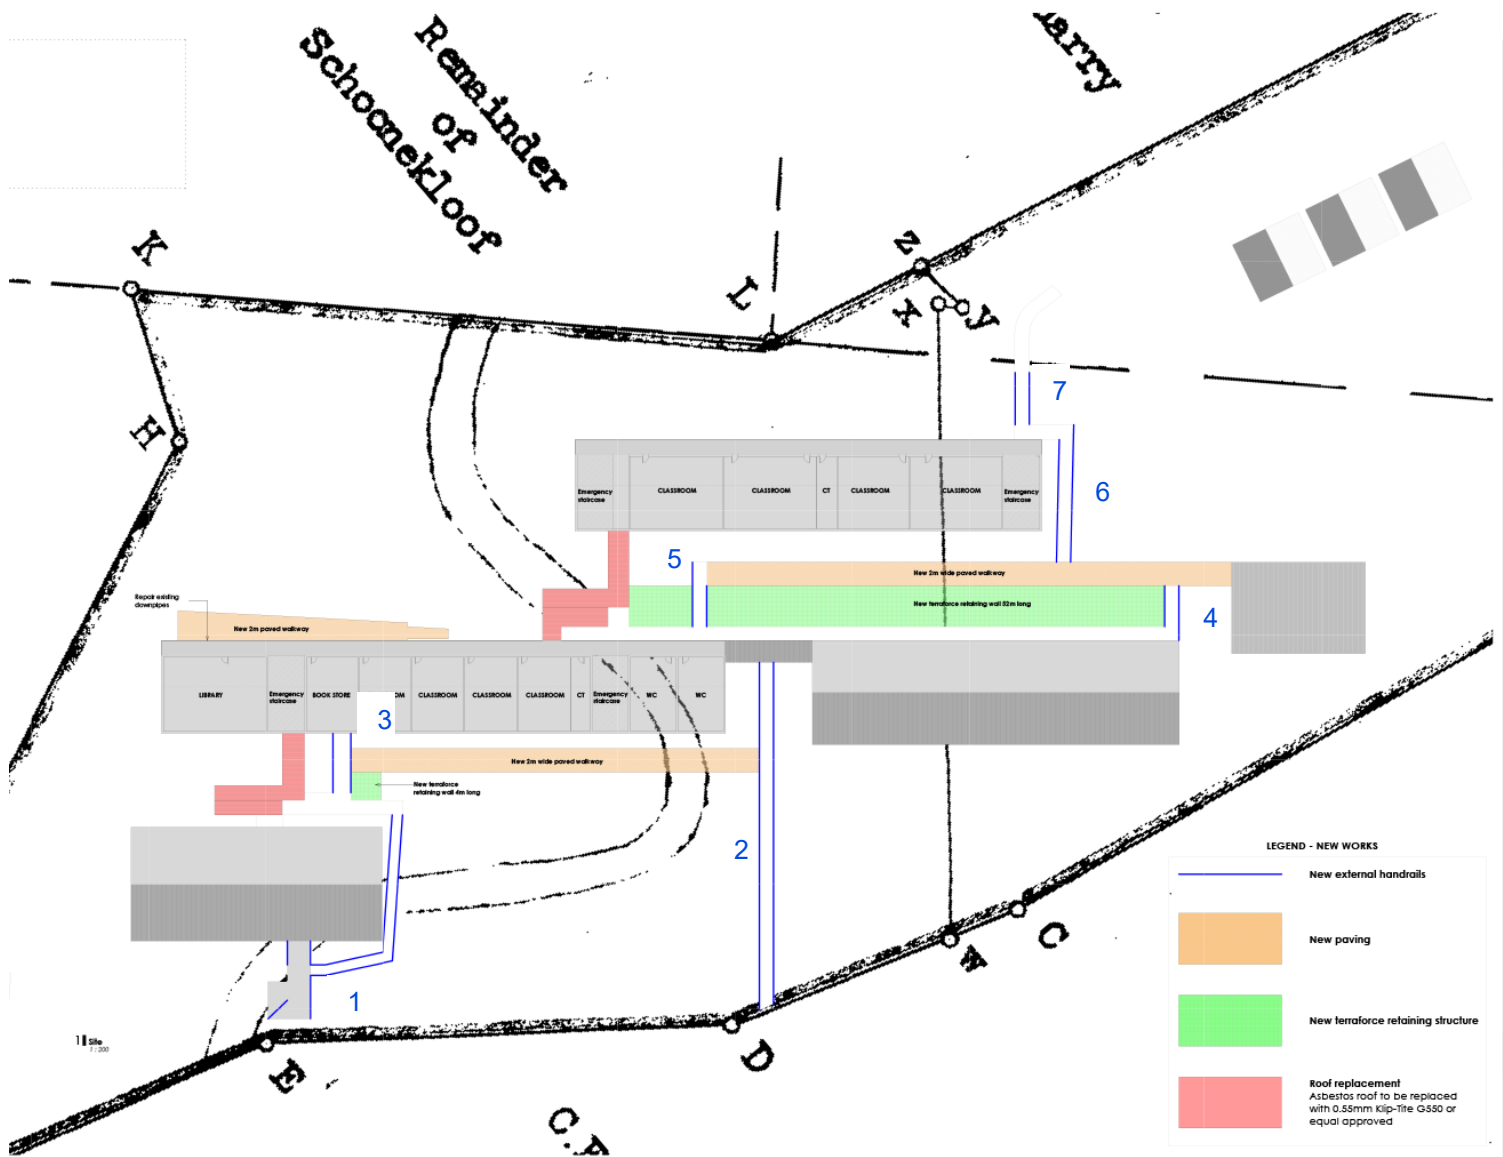 Remainder
of
Schoonekloof
K
H
L
z
x
y
7
6
Emergency
staircase
CLASSROOM
CLASSROOM
CT
CLASSROOM
CLASSROOM
Emergency
staircase
5
New 2m wide paved walkway
New terraforce retaining wall 52m long
4
Repair existing
downpipes
New 2m paved walkway
LIBRARY
Emergency
staircase
BOOK STORE
CLASSROOM
CLASSROOM
CLASSROOM
CT
Emergency
staircase
WC
WC
3
New 2m wide paved walkway
New terraforce
retaining wall 4m long
2
1
LEGEND - NEW WORKS
New external handrails
New paving
New terraforce retaining structure
Roof replacement
Asbestos roof to be replaced
with 0.55mm Klip-Tite G550 or
equal approved
C
w
D
E
1 Site
1 : 200